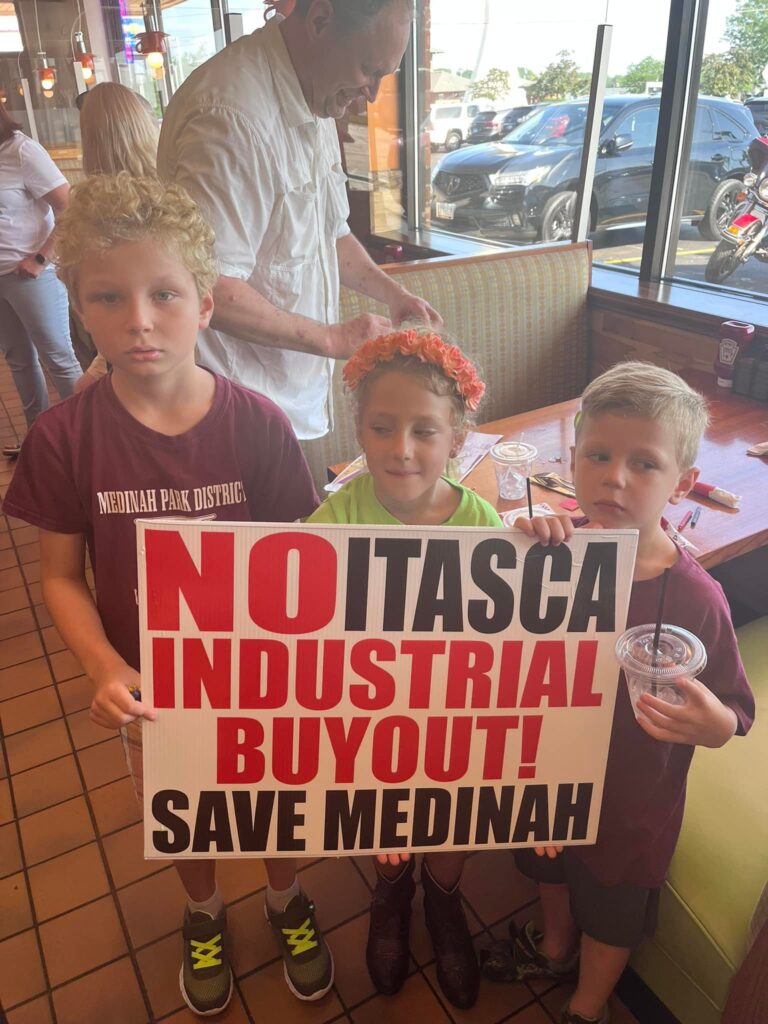 MEDINAH PARK DISTRICT
NO ITASCA
INDUSTRIAL
BUYOUT!
SAVE MEDINAH